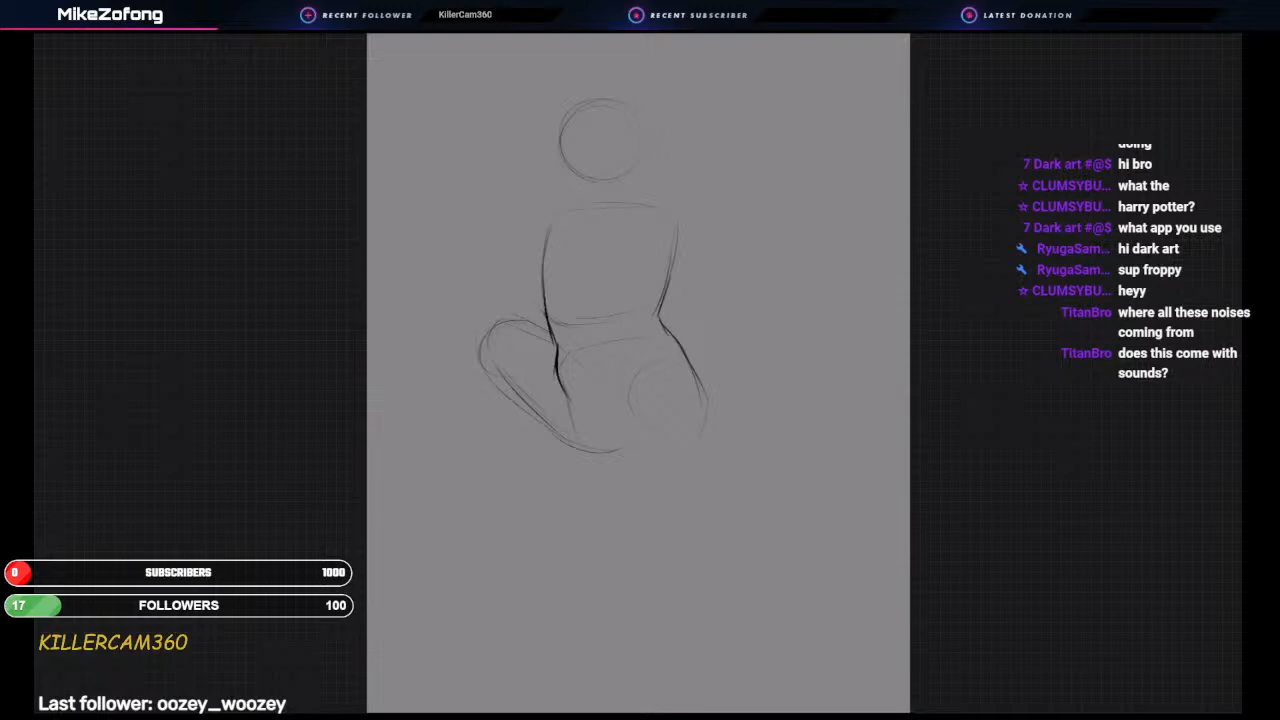 MikeZofong
RECENT FOLLOWER
KillerCam360
RECENT SUBSCRIBER
LATEST DONATION
doing
7 Dark art #@$ hi bro
☆ CLUMSYBU... what the
☆ CLUMSYBU... harry potter?
7 Dark art #@$ what app you use
RyugaSam... hi dark art
RyugaSam... sup froppy
☆ CLUMSYBU... heyy
TitanBro where all these noises
coming from
TitanBro does this come with
sounds?
0 SUBSCRIBERS 1000
17 FOLLOWERS 100
KILLERCAM360
Last follower: oozey_woozey